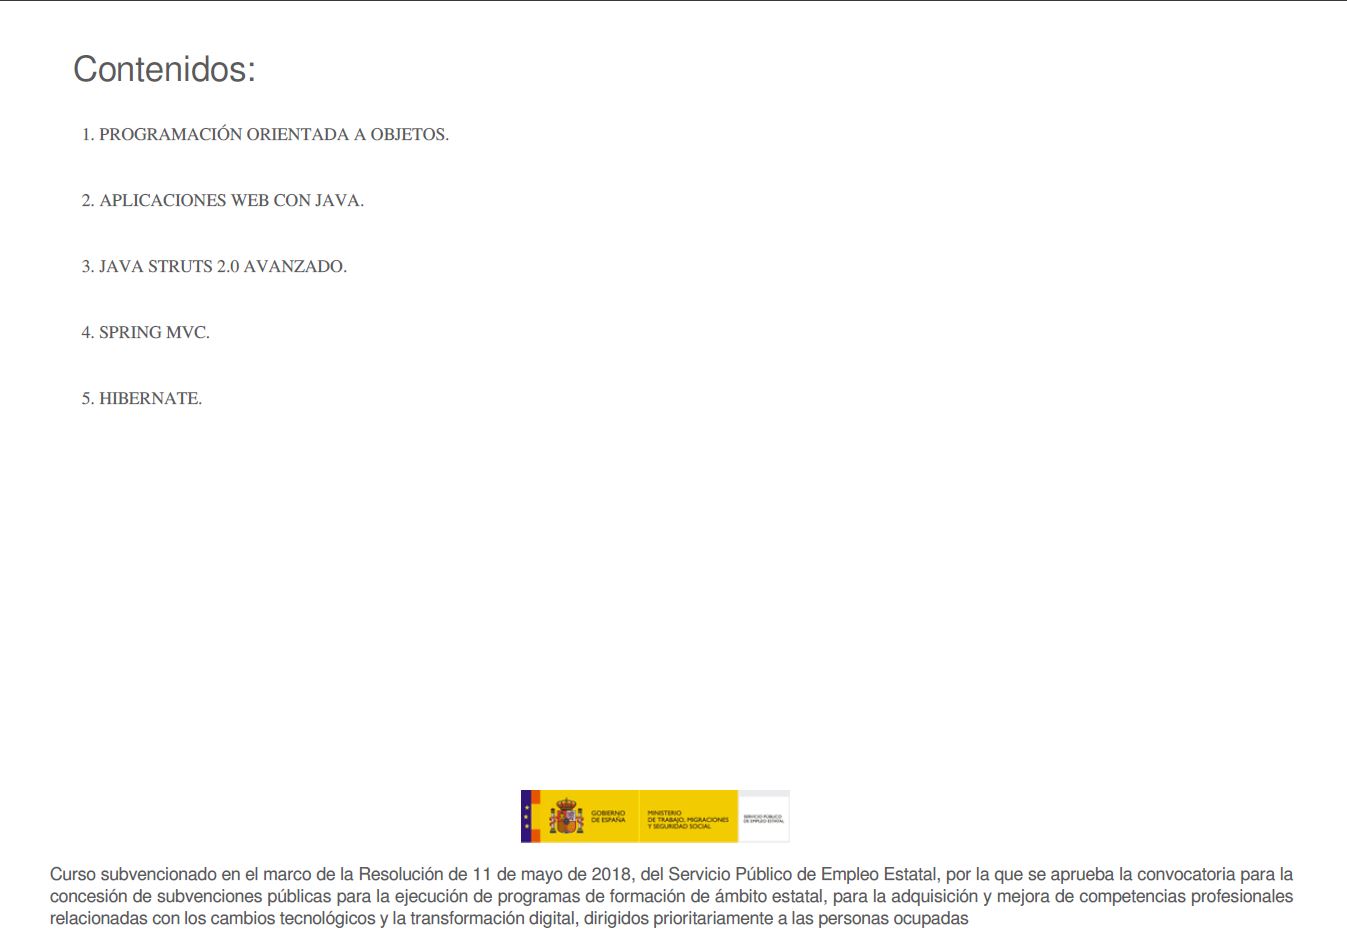 Contenidos:
1. PROGRAMACIÓN ORIENTADA A OBJETOS.
2. APLICACIONES WEB CON JAVA.
3. JAVA STRUTS 2.0 AVANZADO.
4. SPRING MVC.
5. HIBERNATE.
GOBIERNO
DE ESPAÑA
MINISTERIO
DE TRABAJO, MIGRACIONES
Y SEGURIDAD SOCIAL
SERVICIO PÚBLICO
DE EMPLEO ESTATAL
Curso subvencionado en el marco de la Resolución de 11 de mayo de 2018, del Servicio Público de Empleo Estatal, por la que se aprueba la convocatoria para la
concesión de subvenciones públicas para la ejecución de programas de formación de ámbito estatal, para la adquisición y mejora de competencias profesionales
relacionadas con los cambios tecnológicos y la transformación digital, dirigidos prioritariamente a las personas ocupadas